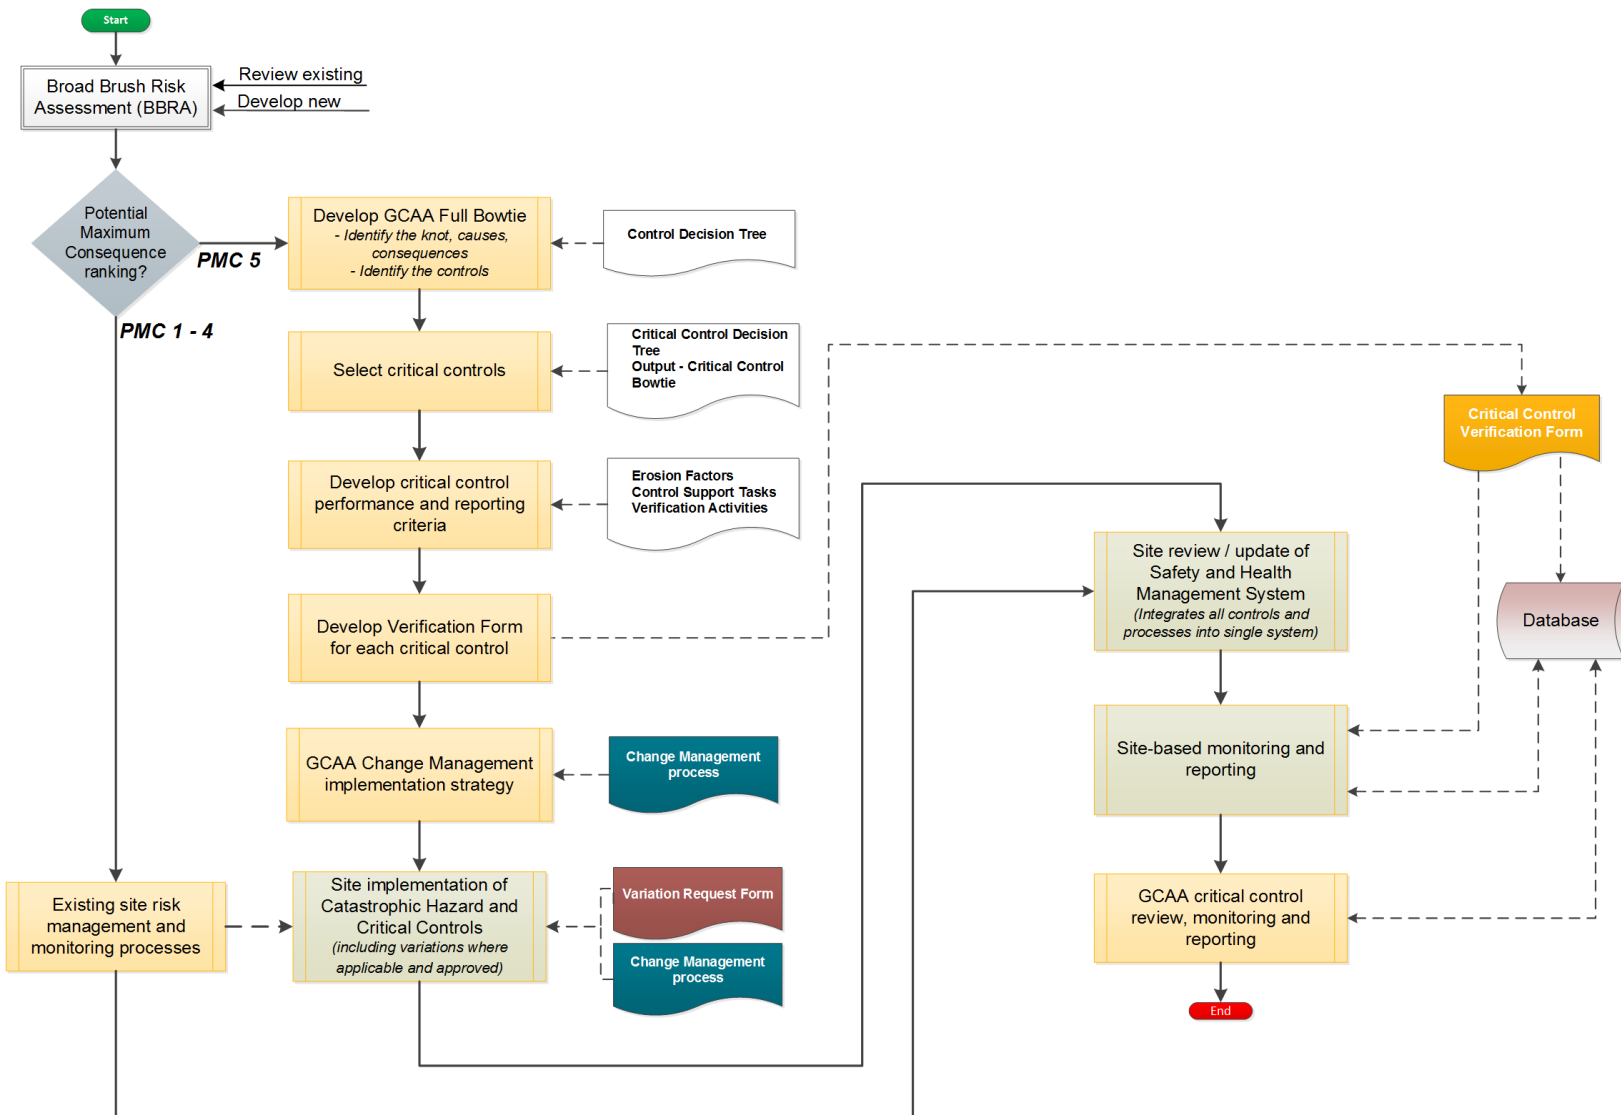 Start
Broad Brush Risk
Assessment (BBRA)
Review existing
Develop new
Potential
Maximum
Consequence
ranking?
PMC 5
PMC 1 - 4
Develop GCAA Full Bowtie
- Identify the knot, causes,
consequences
- Identify the controls
Control Decision Tree
Select critical controls
Critical Control Decision
Tree
Output - Critical Control
Bowtie
Develop critical control
performance and reporting
criteria
Erosion Factors
Control Support Tasks
Verification Activities
Develop Verification Form
for each critical control
GCAA Change Management
implementation strategy
Change Management
process
Existing site risk
management and
monitoring processes
Site implementation of
Catastrophic Hazard and
Critical Controls
(including variations where
applicable and approved)
Variation Request Form
Change Management
process
Critical Control
Verification Form
Site review / update of
Safety and Health
Management System
(Integrates all controls and
processes into single system)
Database
Site-based monitoring and
reporting
GCAA critical control
review, monitoring and
reporting
End